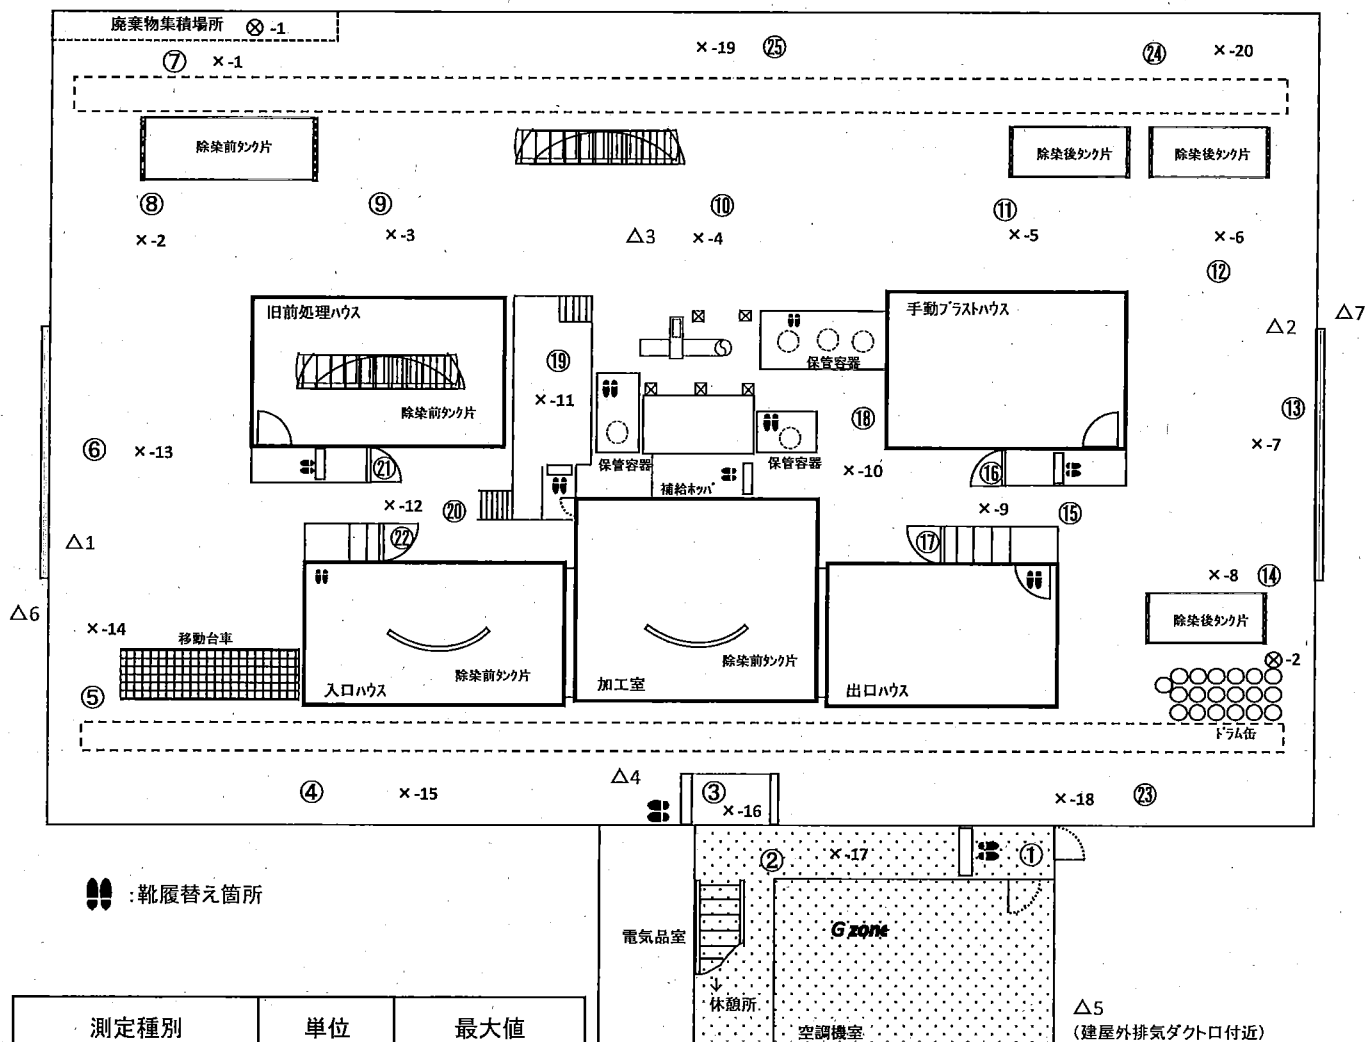 廃棄物集積場所 ⊗-1
⑦ ×-1
×-19 ㉕
㉔ ×-20
除染前タンク片
除染後タンク片
除染後タンク片
⑧
⑨
⑩
⑪
×-2
×-3
△3 ×-4
×-5
×-6
⑫
旧前処理ハウス
手動ブラストハウス
△2
△7
⑲
保管容器
除染前タンク片
×-11
⑱
⑬
⑥ ×-13
×-7
㉑
保管容器
保管容器
×-10
⑯
補給ホッパ
×-12 ⑳
×-9 ⑮
△1
㉒
⑰
×-8 ⑭
△6
×-14
移動台車
除染後タンク片
⊗-2
除染前タンク片
除染前タンク片
⑤
入口ハウス
加工室
出口ハウス
ドラム缶
④ ×-15
△4
③ ×-16
×-18 ㉓
② ×-17
①
:靴履替え箇所
電気品室
G zone
↓
休憩所
空調機室
△5
(建屋外排気ダクト口付近)
測定種別 単位 最大値